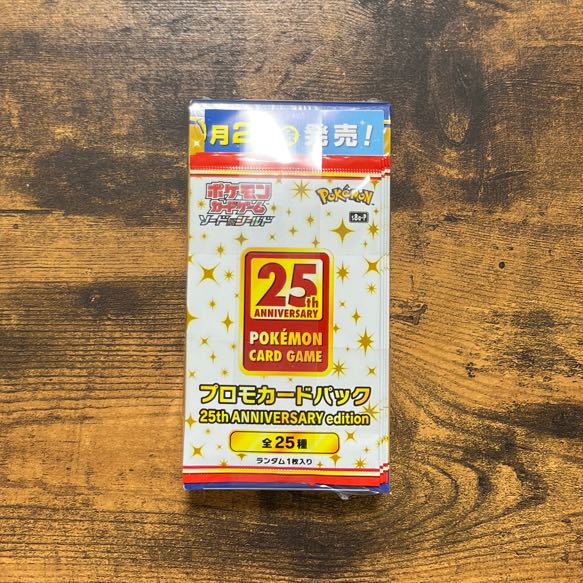 月2 発売！
ポケモン
カードゲーム
ソード&シールド
POKéMON
s8a-P
25th
ANNIVERSARY
POKÉMON
CARD GAME
プロモカードパック
25th ANNIVERSARY edition
全25種
ランダム1枚入り